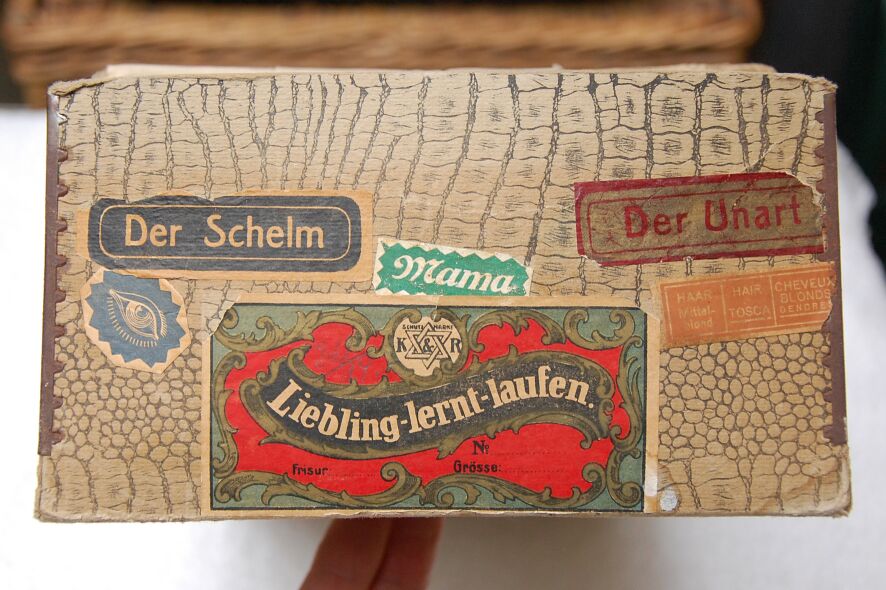 Der Schelm
Der Unart
Mama
HAAR
Mittel-
blond
HAIR
TOSCA
CHEVEUX
BLONDS
CENDRÉS
SCHUTZ MARKE
K & R
Liebling-lernt-laufen.
No
Frisur
Grösse: